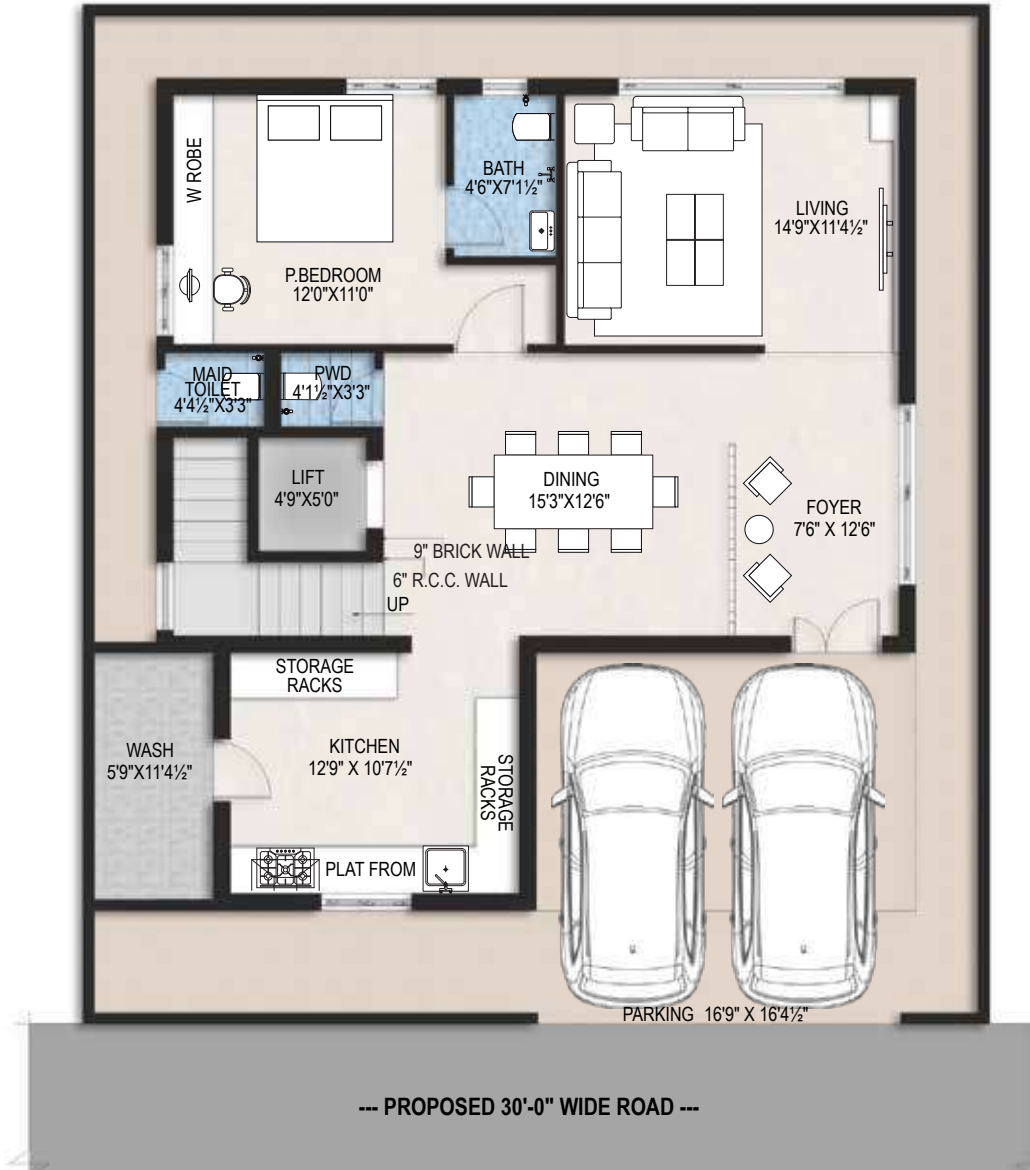 W ROBE
BATH
4'6"X7'1½"
LIVING
14'9"X11'4½"
P.BEDROOM
12'0"X11'0"
MAID
TOILET
4'4½"X3'3"
PWD
4'1½"X3'3"
LIFT
4'9"X5'0"
DINING
15'3"X12'6"
FOYER
7'6" X 12'6"
9" BRICK WALL
6" R.C.C. WALL
UP
STORAGE
RACKS
WASH
5'9"X11'4½"
KITCHEN
12'9" X 10'7½"
STORAGE
RACKS
PLAT FROM
PARKING 16'9" X 16'4½"
--- PROPOSED 30'-0" WIDE ROAD ---